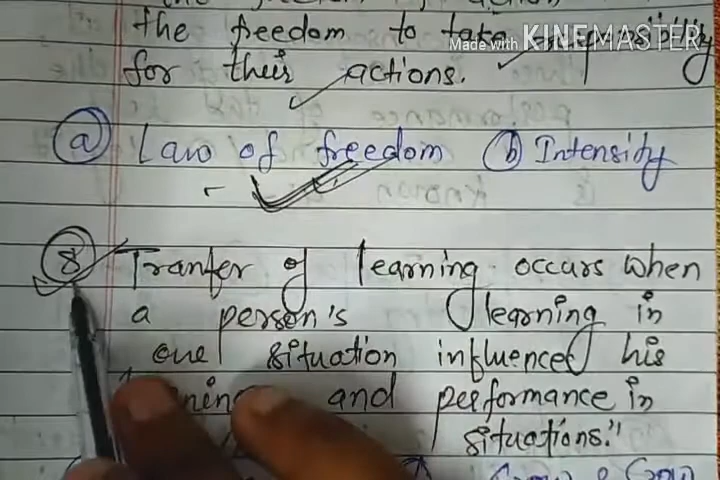 the freedom to take
Made with KINEMASTER
for their actions.
(a) Law of freedom (b) Intensity
(8) Tranfer of learning occurs when
a person's learning in
one situation influenced his
and performance in
situations."